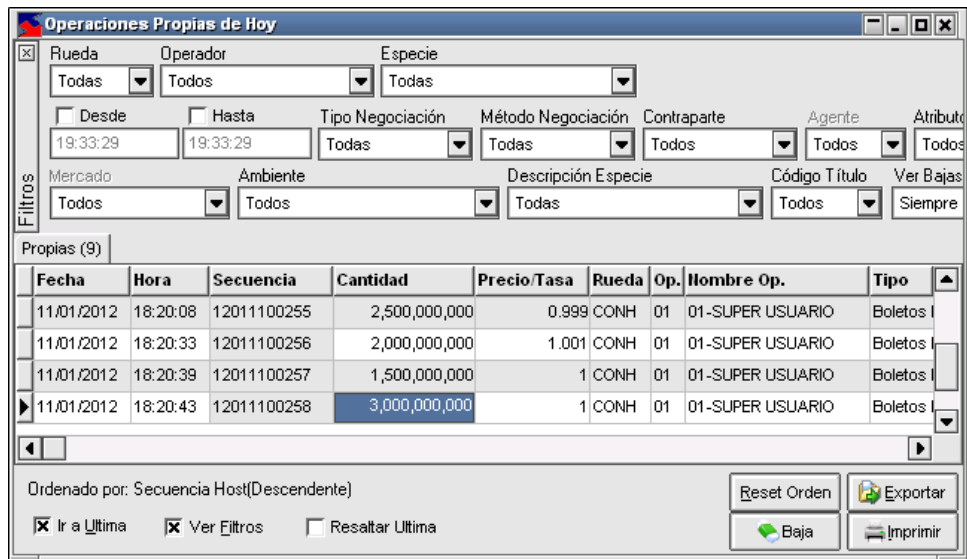 Operaciones Propias de Hoy
Filtros
Rueda Operador Especie
Todas Todos Todas
Desde Hasta Tipo Negociación Método Negociación Contraparte Agente Atributo
19:33:29 19:33:29 Todas Todas Todos Todos Todos
Mercado Ambiente Descripción Especie Código Título Ver Bajas
Todos Todos Todas Todos Siempre
Propias (9)
Fecha Hora Secuencia Cantidad Precio/Tasa Rueda Op. Nombre Op. Tipo
11/01/2012 18:20:08 12011100255 2,500,000,000 0.999 CONH 01 01-SUPER USUARIO Boletos
11/01/2012 18:20:33 12011100256 2,000,000,000 1.001 CONH 01 01-SUPER USUARIO Boletos
11/01/2012 18:20:39 12011100257 1,500,000,000 1 CONH 01 01-SUPER USUARIO Boletos
11/01/2012 18:20:43 12011100258 3,000,000,000 1 CONH 01 01-SUPER USUARIO Boletos
Ordenado por: Secuencia Host(Descendente)
Reset Orden Exportar
Ir a Ultima Ver Filtros Resaltar Ultima
Baja Imprimir